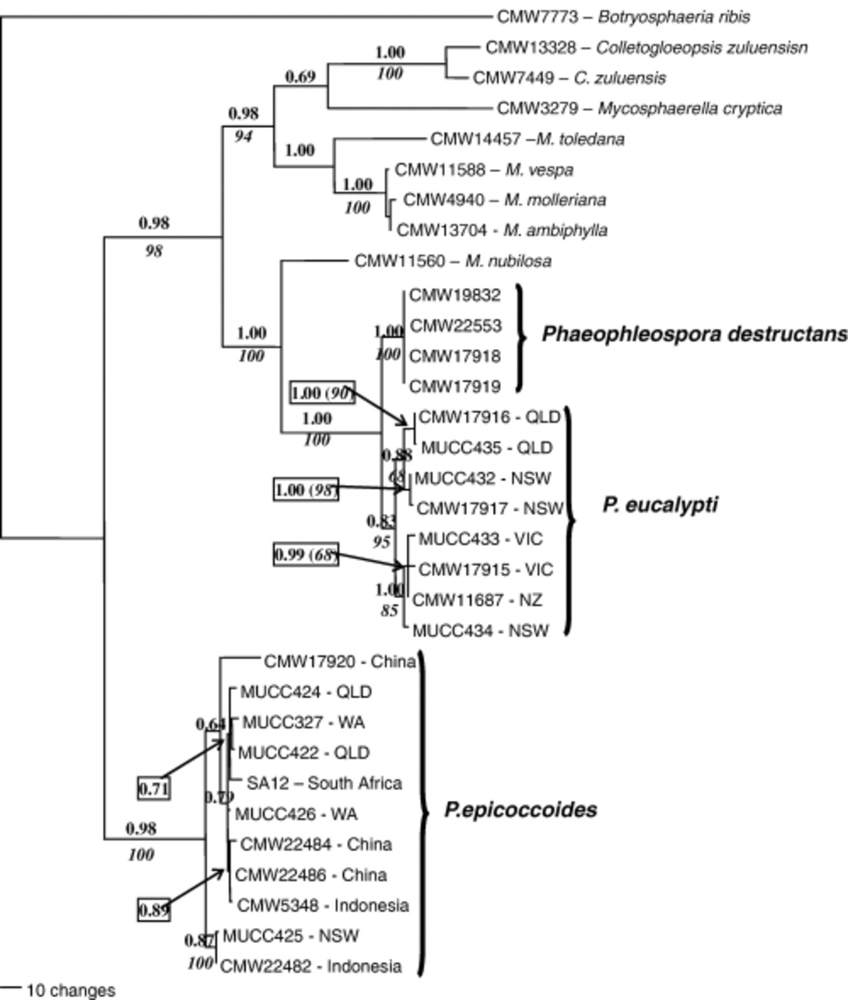 CMW7773 – Botryosphaeria ribis
CMW13328 – Colletogloeopsis zuluensisn
1.00
100
CMW7449 – C. zuluensis
0.69
CMW3279 – Mycosphaerella cryptica
0.98
94
CMW14457 –M. toledana
1.00
CMW11588 – M. vespa
1.00
100
CMW4940 – M. molleriana
CMW13704 - M. ambiphylla
0.98
98
CMW11560 – M. nubilosa
CMW19832
CMW22553
1.00
100
Phaeophleospora destructans
1.00
100
CMW17918
CMW17919
1.00 (90)
CMW17916 - QLD
1.00
100
MUCC435 - QLD
0.88
68
MUCC432 - NSW
1.00 (98)
CMW17917 - NSW
P. eucalypti
0.83
95
MUCC433 - VIC
0.99 (68)
CMW17915 - VIC
1.00
85
CMW11687 - NZ
MUCC434 - NSW
CMW17920 - China
MUCC424 - QLD
0.64
MUCC327 - WA
MUCC422 - QLD
0.71
SA12 – South Africa
0.79
MUCC426 - WA
P.epicoccoides
0.98
100
CMW22484 - China
CMW22486 - China
0.89
CMW5348 - Indonesia
0.87
100
MUCC425 - NSW
CMW22482 - Indonesia
10 changes